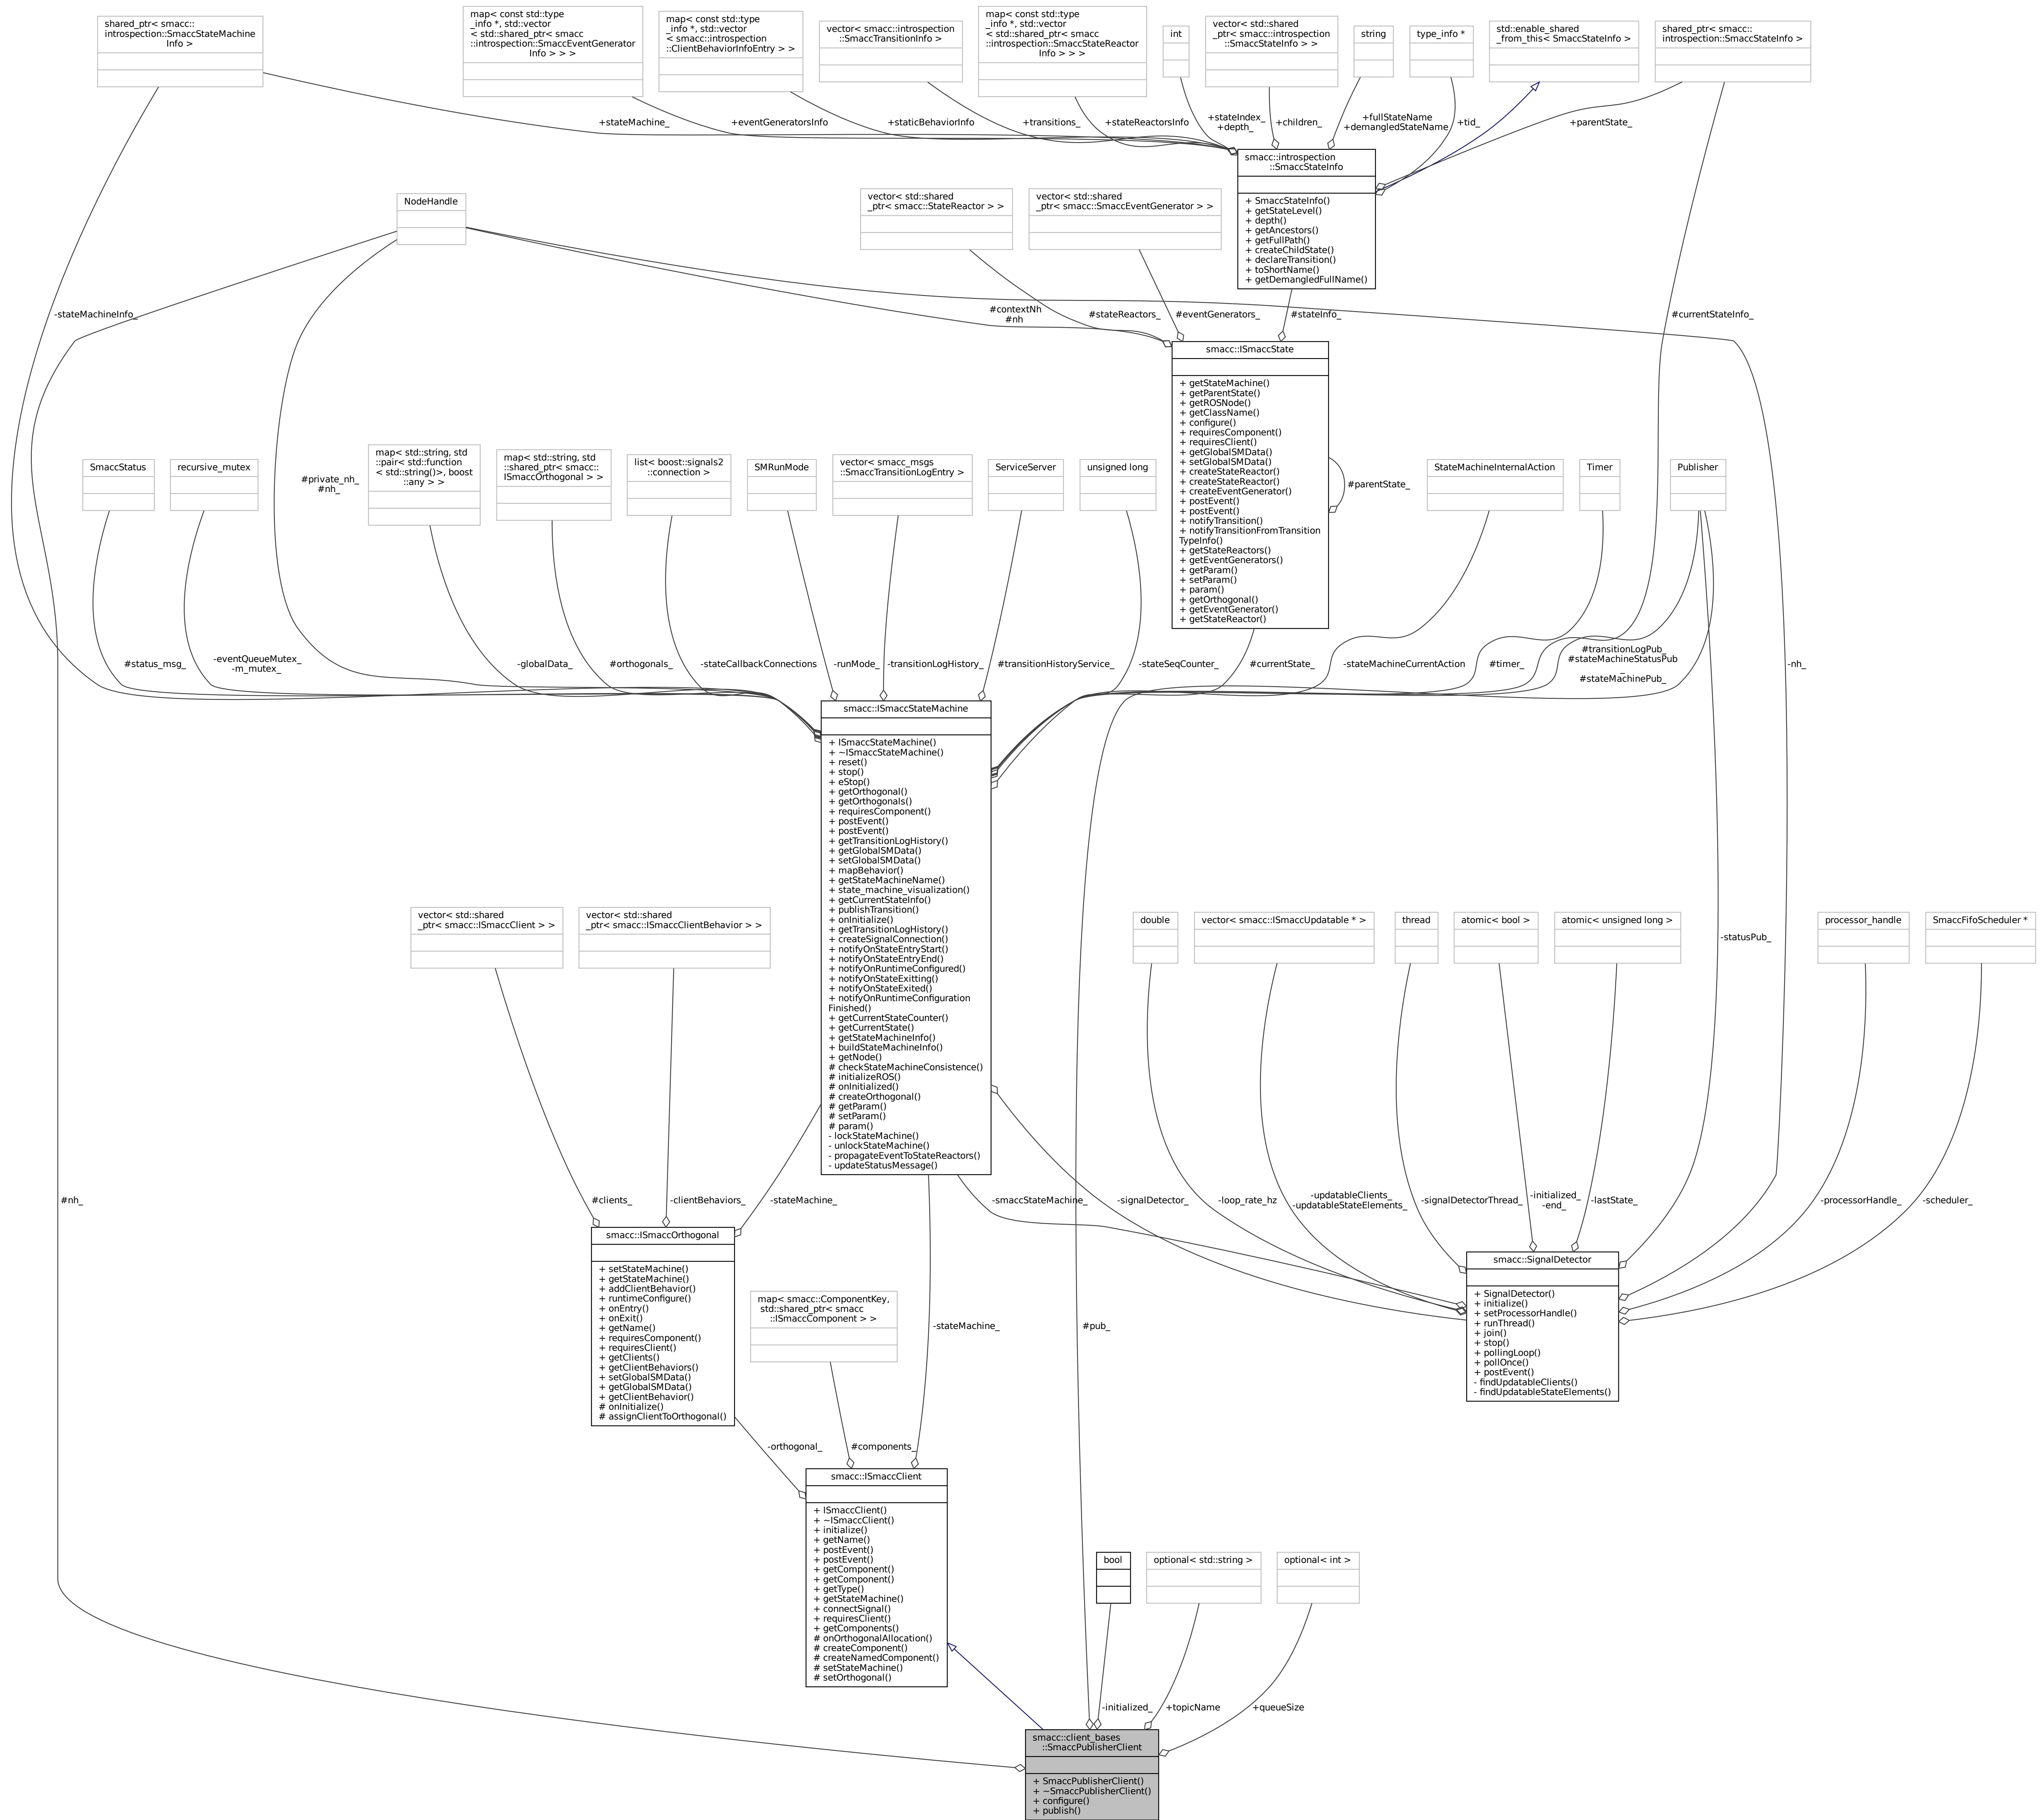 shared_ptr< smacc::
introspection::SmaccStateMachine
Info >
map< const std::type
_info *, std::vector
< std::shared_ptr< smacc
::introspection::SmaccEventGenerator
Info > > >
map< const std::type
_info *, std::vector
< smacc::introspection
::ClientBehaviorInfoEntry > >
vector< smacc::introspection
::SmaccTransitionInfo >
map< const std::type
_info *, std::vector
< std::shared_ptr< smacc
::introspection::SmaccStateReactor
Info > > >
int
vector< std::shared
_ptr< smacc::introspection
::SmaccStateInfo > >
string
type_info *
std::enable_shared
_from_this< SmaccStateInfo >
shared_ptr< smacc::
introspection::SmaccStateInfo >
+stateMachine_
+eventGeneratorsInfo
+staticBehaviorInfo
+transitions_
+stateReactorsInfo
+stateIndex_
+depth_
+children_
+fullStateName
+demangledStateName
+tid_
+parentState_
smacc::introspection
::SmaccStateInfo
+ SmaccStateInfo()
+ getStateLevel()
+ depth()
+ getAncestors()
+ getFullPath()
+ createChildState()
+ declareTransition()
+ toShortName()
+ getDemangledFullName()
NodeHandle
vector< std::shared
_ptr< smacc::StateReactor > >
vector< std::shared
_ptr< smacc::SmaccEventGenerator > >
-stateMachineInfo_
#contextNh
#nh
#stateReactors_
#eventGenerators_
#stateInfo_
#currentStateInfo_
smacc::ISmaccState
+ getStateMachine()
+ getParentState()
+ getROSNode()
+ getClassName()
+ configure()
+ requiresComponent()
+ requiresClient()
+ getGlobalSMData()
+ setGlobalSMData()
+ createStateReactor()
+ createStateReactor()
+ createEventGenerator()
+ postEvent()
+ postEvent()
+ notifyTransition()
+ notifyTransitionFromTransition
TypeInfo()
+ getStateReactors()
+ getEventGenerators()
+ getParam()
+ setParam()
+ param()
+ getOrthogonal()
+ getEventGenerator()
+ getStateReactor()
#parentState_
SmaccStatus
recursive_mutex
#private_nh_
#nh_
map< std::string, std
::pair< std::function
< std::string()>, boost
::any > >
map< std::string, std
::shared_ptr< smacc::
ISmaccOrthogonal > >
list< boost::signals2
::connection >
SMRunMode
vector< smacc_msgs
::SmaccTransitionLogEntry >
ServiceServer
unsigned long
StateMachineInternalAction
Timer
Publisher
#status_msg_
-eventQueueMutex_
-m_mutex_
-globalData_
#orthogonals_
-stateCallbackConnections
-runMode_
-transitionLogHistory_
#transitionHistoryService_
-stateSeqCounter_
#currentState_
-stateMachineCurrentAction
#timer_
#transitionLogPub_
#stateMachineStatusPub
_
#stateMachinePub_
-nh_
smacc::ISmaccStateMachine
+ ISmaccStateMachine()
+ ~ISmaccStateMachine()
+ reset()
+ stop()
+ eStop()
+ getOrthogonal()
+ getOrthogonals()
+ requiresComponent()
+ postEvent()
+ postEvent()
+ getTransitionLogHistory()
+ getGlobalSMData()
+ setGlobalSMData()
+ mapBehavior()
+ getStateMachineName()
+ state_machine_visualization()
+ getCurrentStateInfo()
+ publishTransition()
+ onInitialize()
+ getTransitionLogHistory()
+ createSignalConnection()
+ notifyOnStateEntryStart()
+ notifyOnStateEntryEnd()
+ notifyOnRuntimeConfigured()
+ notifyOnStateExitting()
+ notifyOnStateExited()
+ notifyOnRuntimeConfiguration
Finished()
+ getCurrentStateCounter()
+ getCurrentState()
+ getStateMachineInfo()
+ buildStateMachineInfo()
+ getNode()
# checkStateMachineConsistence()
# initializeROS()
# onInitialized()
# createOrthogonal()
# getParam()
# setParam()
# param()
- lockStateMachine()
- unlockStateMachine()
- propagateEventToStateReactors()
- updateStatusMessage()
vector< std::shared
_ptr< smacc::ISmaccClient > >
vector< std::shared
_ptr< smacc::ISmaccClientBehavior > >
double
vector< smacc::ISmaccUpdatable * >
thread
atomic< bool >
atomic< unsigned long >
-statusPub_
processor_handle
SmaccFifoScheduler *
#nh_
#clients_
-clientBehaviors_
-stateMachine_
-smaccStateMachine_
-signalDetector_
-loop_rate_hz
-updatableClients_
-updatableStateElements_
-signalDetectorThread_
-initialized_
-end_
-lastState_
-processorHandle_
-scheduler_
smacc::ISmaccOrthogonal
+ setStateMachine()
+ getStateMachine()
+ addClientBehavior()
+ runtimeConfigure()
+ onEntry()
+ onExit()
+ getName()
+ requiresComponent()
+ requiresClient()
+ getClients()
+ getClientBehaviors()
+ setGlobalSMData()
+ getGlobalSMData()
+ getClientBehavior()
# onInitialize()
# assignClientToOrthogonal()
smacc::SignalDetector
+ SignalDetector()
+ initialize()
+ setProcessorHandle()
+ runThread()
+ join()
+ stop()
+ pollingLoop()
+ pollOnce()
+ postEvent()
- findUpdatableClients()
- findUpdatableStateElements()
map< smacc::ComponentKey,
std::shared_ptr< smacc
::ISmaccComponent > >
-stateMachine_
#pub_
-orthogonal_
#components_
smacc::ISmaccClient
+ ISmaccClient()
+ ~ISmaccClient()
+ initialize()
+ getName()
+ postEvent()
+ postEvent()
+ getComponent()
+ getComponent()
+ getType()
+ getStateMachine()
+ connectSignal()
+ requiresClient()
+ getComponents()
# onOrthogonalAllocation()
# createComponent()
# createNamedComponent()
# setStateMachine()
# setOrthogonal()
bool
optional< std::string >
optional< int >
-initialized_
+topicName
+queueSize
smacc::client_bases
::SmaccPublisherClient
+ SmaccPublisherClient()
+ ~SmaccPublisherClient()
+ configure()
+ publish()